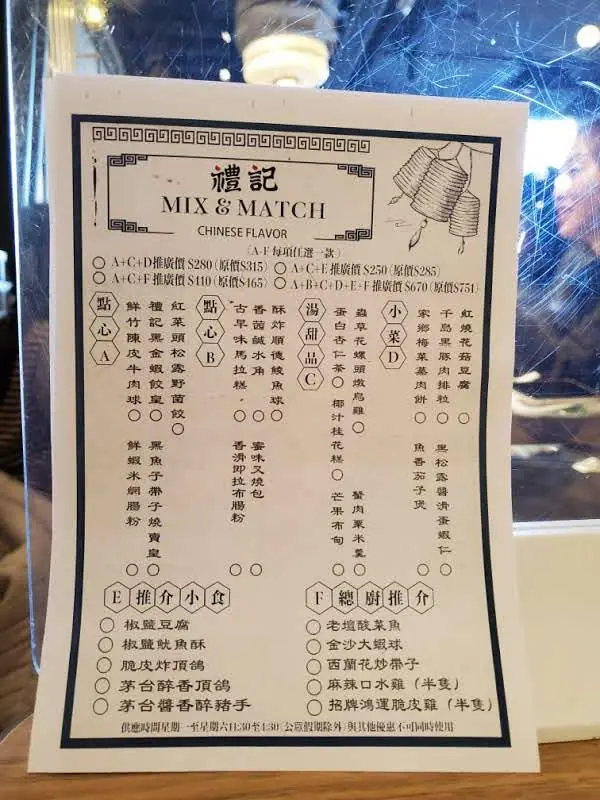 禮記
MIX & MATCH
CHINESE FLAVOR
(A-F 每項任選一款)
○ A+C+D推廣價 $280(原價$315) ○ A+C+E推廣價 $250(原價$285)
○ A+C+F推廣價 $410(原價$465) ○ A+B+C+D+E+F推廣價 $670(原價$751)
點心A
紅菜頭松露野菌餃○
禮記黑金蝦餃皇○
鮮竹陳皮牛肉球○
黑魚子帶子燒賣皇○
鮮蝦米網腸粉○
點心B
酥炸順德鯪魚球○
香茜鹹水角○
古早味馬拉糕○
蜜味叉燒包○
香滑即拉布腸粉○
湯甜品C
蟲草花螺頭燉烏雞○
蛋白杏仁茶○
椰汁桂花糕○
蟹肉粟米羹○
芒果布甸○
小菜D
紅燒花菇豆腐○
千島黑豚肉排粒○
家鄉梅菜蒸肉餅○
黑松露醬滑蛋蝦仁○
魚香茄子煲○
E推介小食
○ 椒鹽豆腐
○ 椒鹽魷魚酥
○ 脆皮炸頂鴿
○ 茅台醉香頂鴿
○ 茅台醬香醉豬手
F總廚推介
○ 老壇酸菜魚
○ 金沙大蝦球
○ 西蘭花炒帶子
○ 麻辣口水雞(半隻)
○ 招牌鴻運脆皮雞(半隻)
供應時間星期一至星期六11:30至4:30(公眾假期除外)與其他優惠不可同時使用